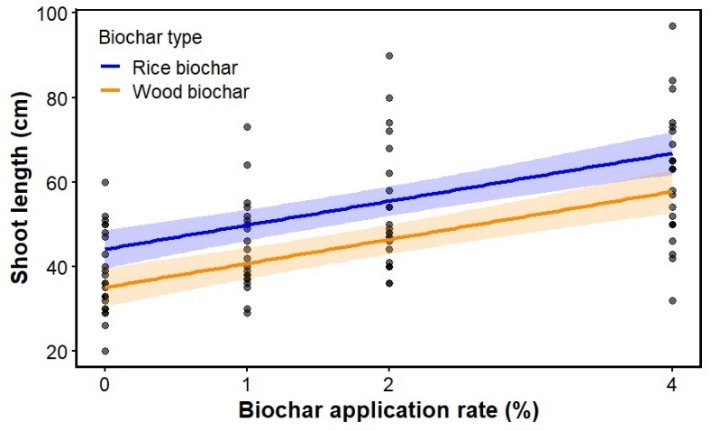 100
80
60
40
20
Shoot length (cm)
Biochar type
Rice biochar
Wood biochar
0 1 2 4
Biochar application rate (%)